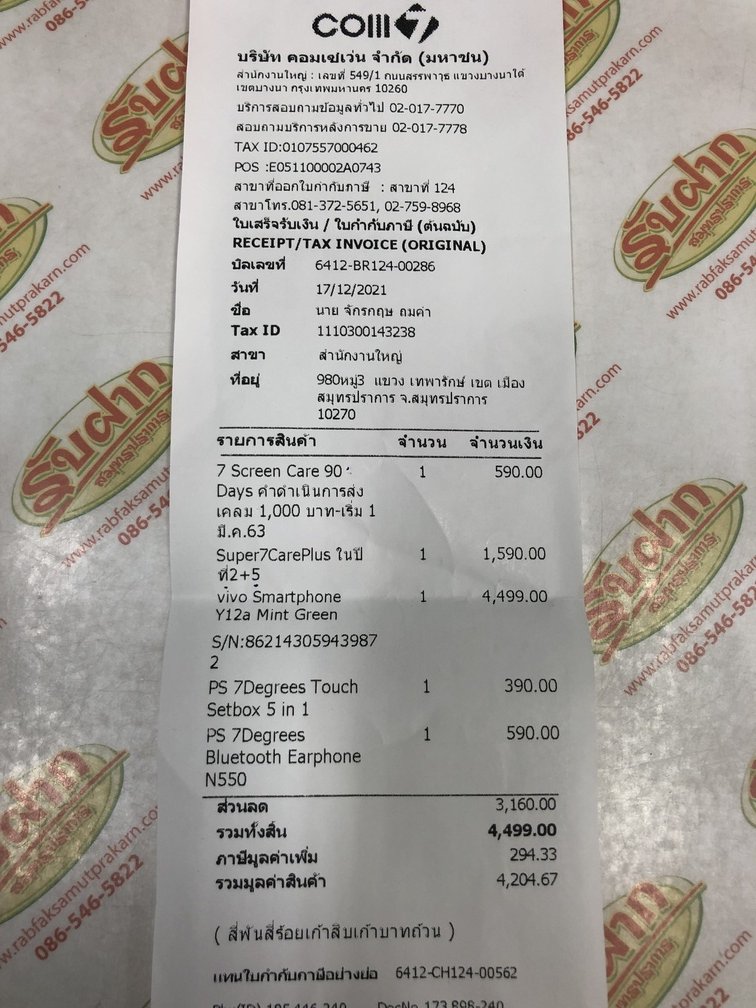 COM7
บริษัท คอมเซเว่น จำกัด (มหาชน)
สำนักงานใหญ่ : เลขที่ 549/1 ถนนสรรพาวุธ แขวงบางนาใต้
เขตบางนา กรุงเทพมหานคร 10260
บริการสอบถามข้อมูลทั่วไป 02-017-7770
สอบถามบริการหลังการขาย 02-017-7778
TAX ID:0107557000462
POS :E051100002A0743
สาขาที่ออกใบกำกับภาษี : สาขาที่ 124
สาขาโทร.081-372-5651, 02-759-8968
ใบเสร็จรับเงิน / ใบกำกับภาษี (ต้นฉบับ)
RECEIPT/TAX INVOICE (ORIGINAL)
บิลเลขที่ 6412-BR124-00286
วันที่ 17/12/2021
ชื่อ นาย จักรกฤษ ถมคำ
Tax ID 1110300143238
สาขา สำนักงานใหญ่
ที่อยู่ 980หมู่3 แขวง เทพารักษ์ เขต เมือง
สมุทรปราการ จ.สมุทรปราการ
10270
รายการสินค้า จำนวน จำนวนเงิน
7 Screen Care 90 1 590.00
Days ค่าดำเนินการส่ง
เคลม 1,000 บาท-เริ่ม 1
มี.ค.63
Super7CarePlus ในปี 1 1,590.00
ที่2+5
vivo Smartphone 1 4,499.00
Y12a Mint Green
S/N:86214305943987
2
PS 7Degrees Touch 1 390.00
Setbox 5 in 1
PS 7Degrees 1 590.00
Bluetooth Earphone
N550
ส่วนลด 3,160.00
รวมทั้งสิ้น 4,499.00
ภาษีมูลค่าเพิ่ม 294.33
รวมมูลค่าสินค้า 4,204.67
( สี่พันสี่ร้อยเก้าสิบเก้าบาทถ้วน )
แทนใบกำกับภาษีอย่างย่อ 6412-CH124-00562
รับฝาก
สมุทรปราการ
www.rabfaksamutprakarn.com
086-546-5822